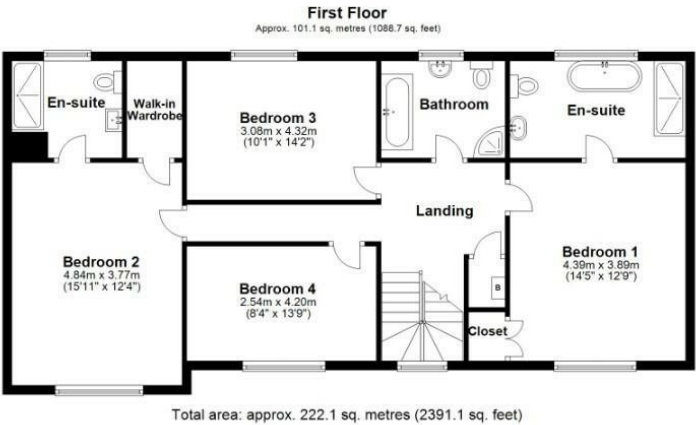 First Floor
Approx. 101.1 sq. metres (1088.7 sq. feet)
En-suite
Walk-in
Wardrobe
Bedroom 3
3.08m x 4.32m
(10'1" x 14'2")
Bathroom
En-suite
Landing
Bedroom 2
4.84m x 3.77m
(15'11" x 12'4")
Bedroom 4
2.54m x 4.20m
(8'4" x 13'9")
Bedroom 1
4.39m x 3.89m
(14'5" x 12'9")
B
Closet
Total area: approx. 222.1 sq. metres (2391.1 sq. feet)